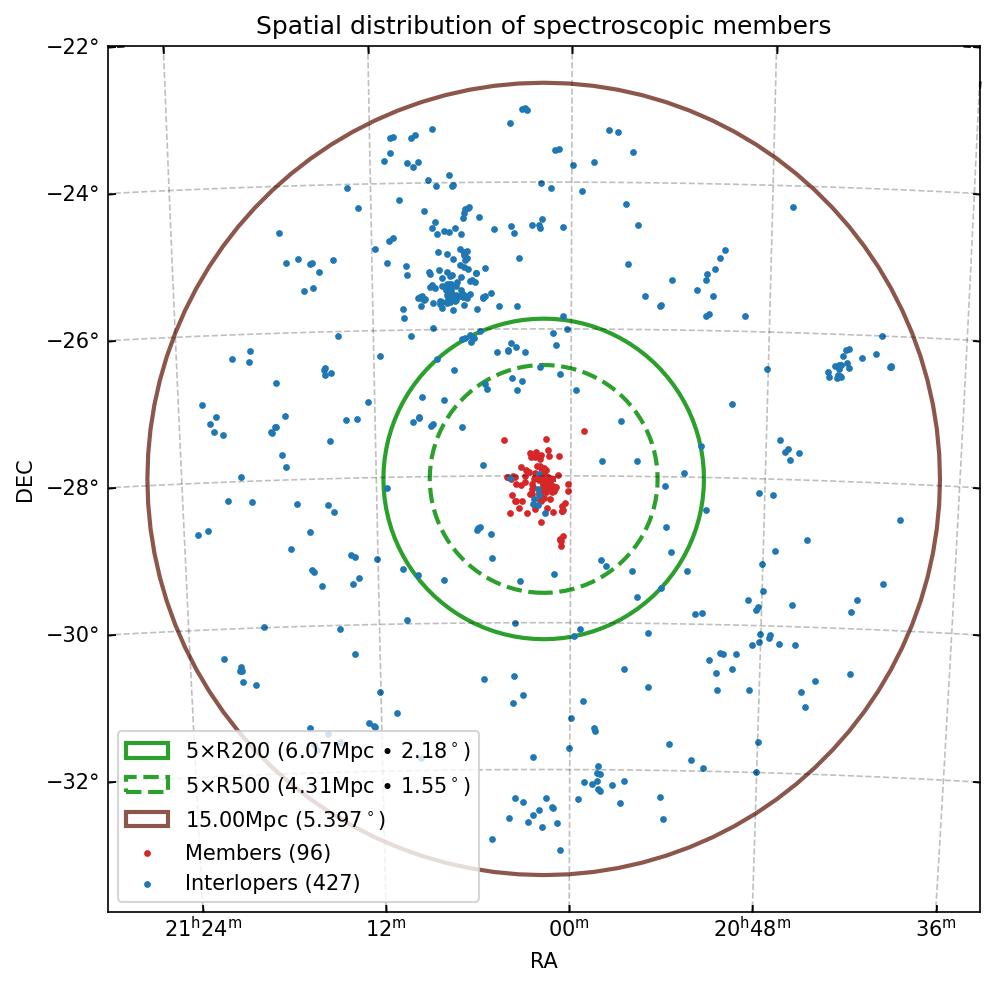 Spatial distribution of spectroscopic members
−22°
−24°
−26°
−28°
−30°
−32°
DEC
5×R200 (6.07Mpc • 2.18°)
5×R500 (4.31Mpc • 1.55°)
15.00Mpc (5.397°)
Members (96)
Interlopers (427)
21ʰ24ᵐ 12ᵐ 00ᵐ 20ʰ48ᵐ 36ᵐ
RA